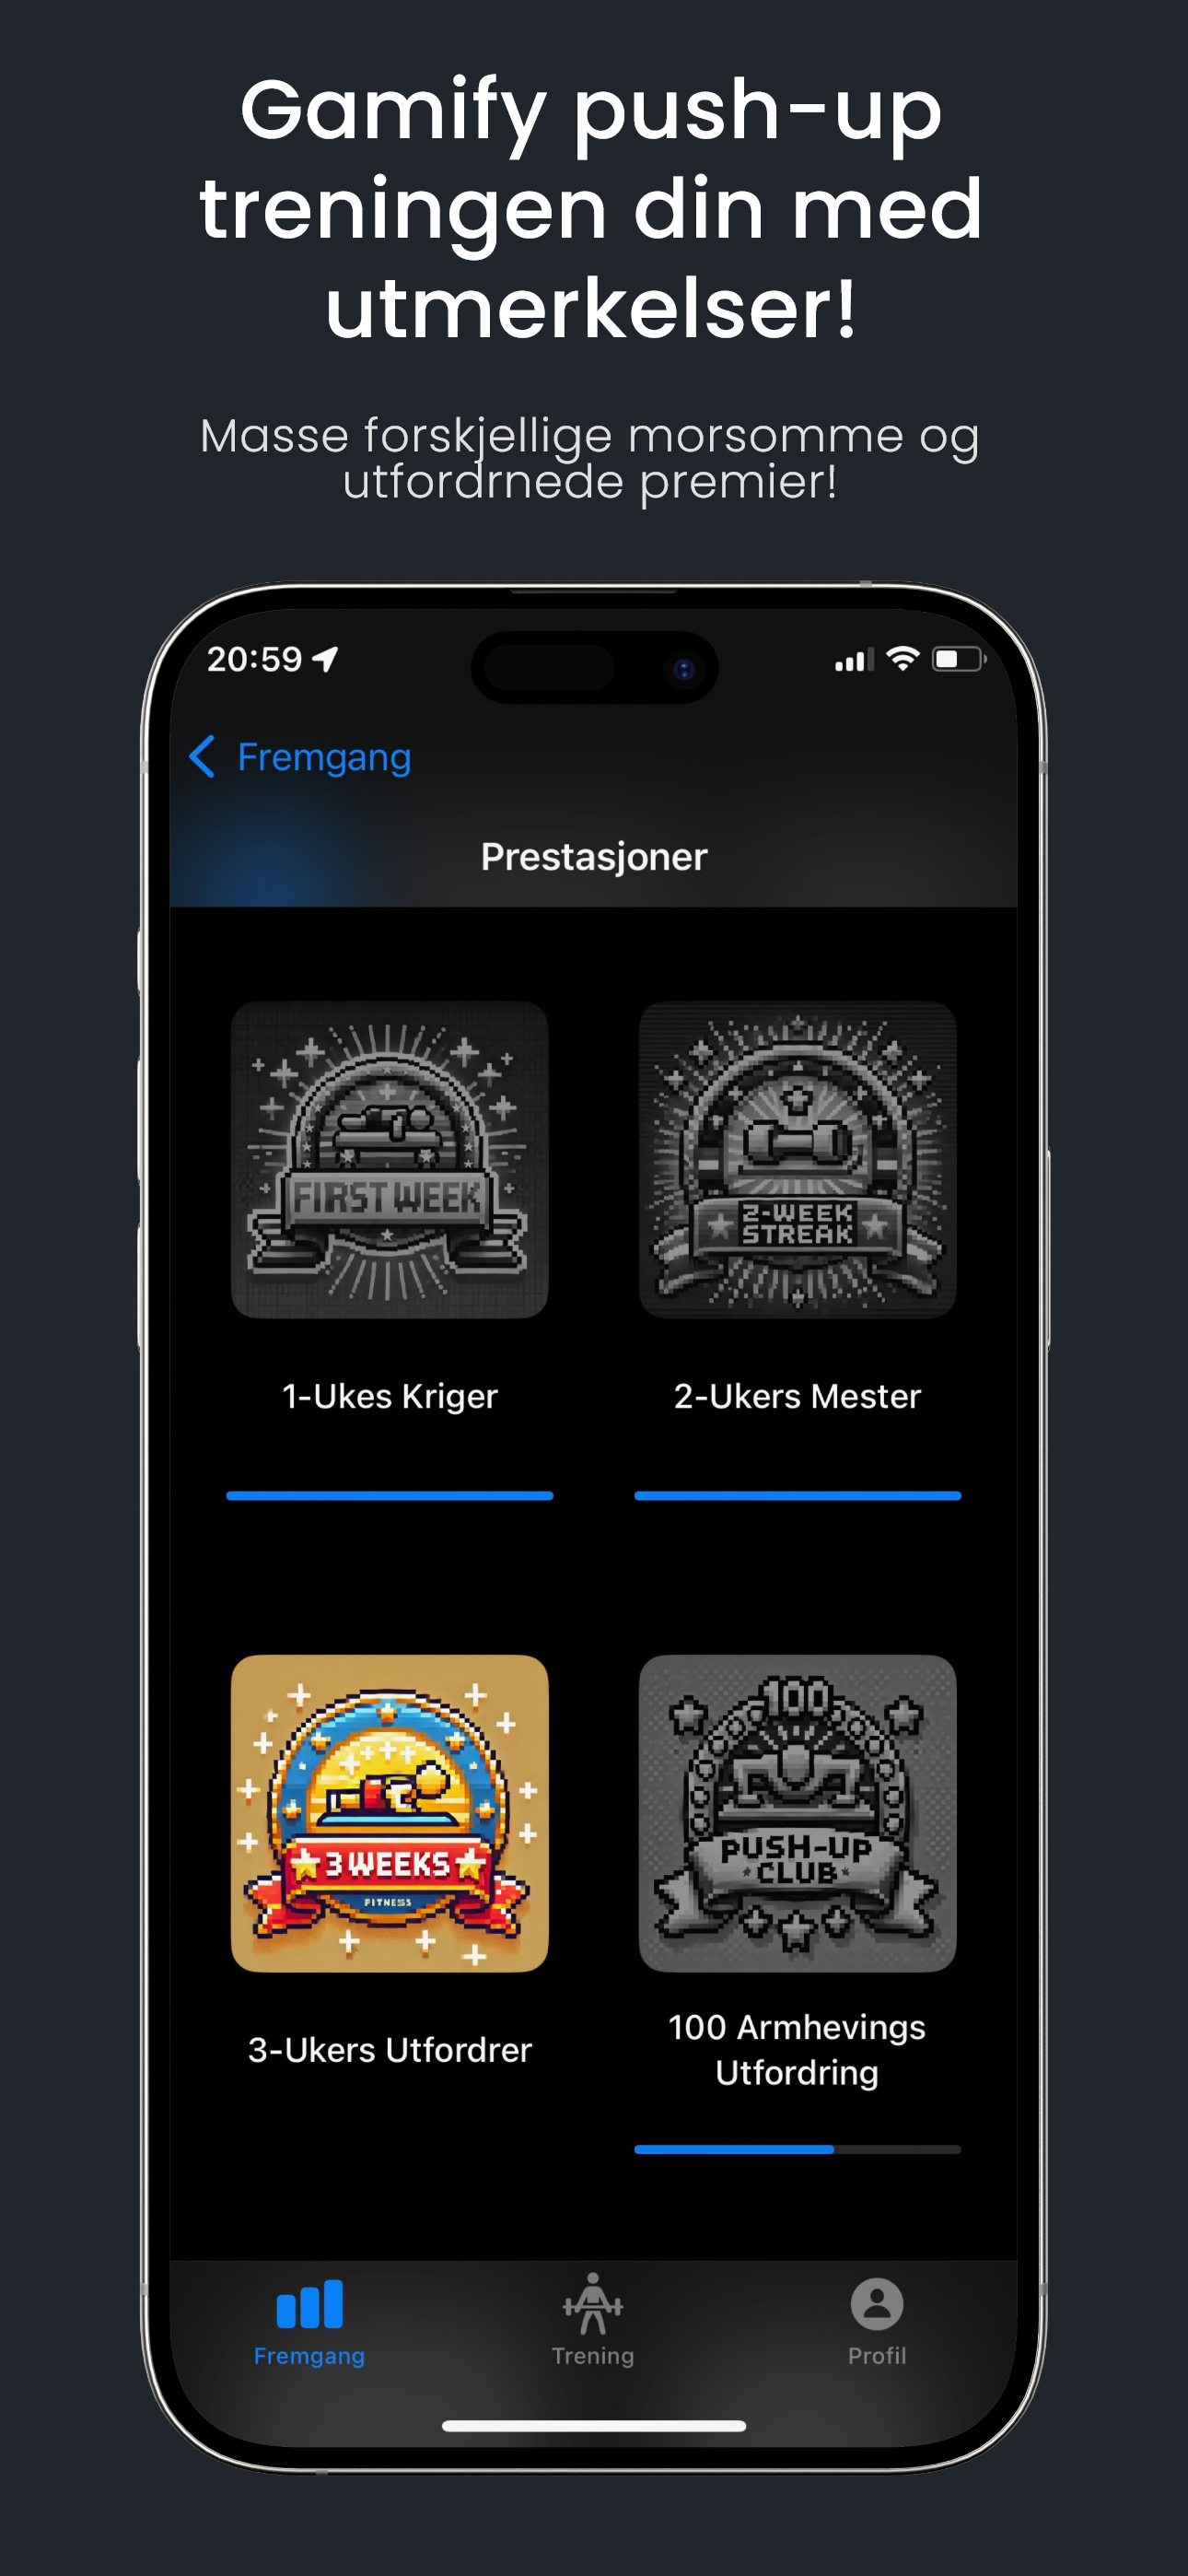 Gamify push-up
treningen din med
utmerkelser!
Masse forskjellige morsomme og
utfordrnede premier!
20:59
Fremgang
Prestasjoner
FIRST WEEK
2-WEEK
STREAK
1-Ukes Kriger
2-Ukers Mester
3 WEEKS
FITNESS
100
PUSH-UP
CLUB
3-Ukers Utfordrer
100 Armhevings
Utfordring
Fremgang
Trening
Profil